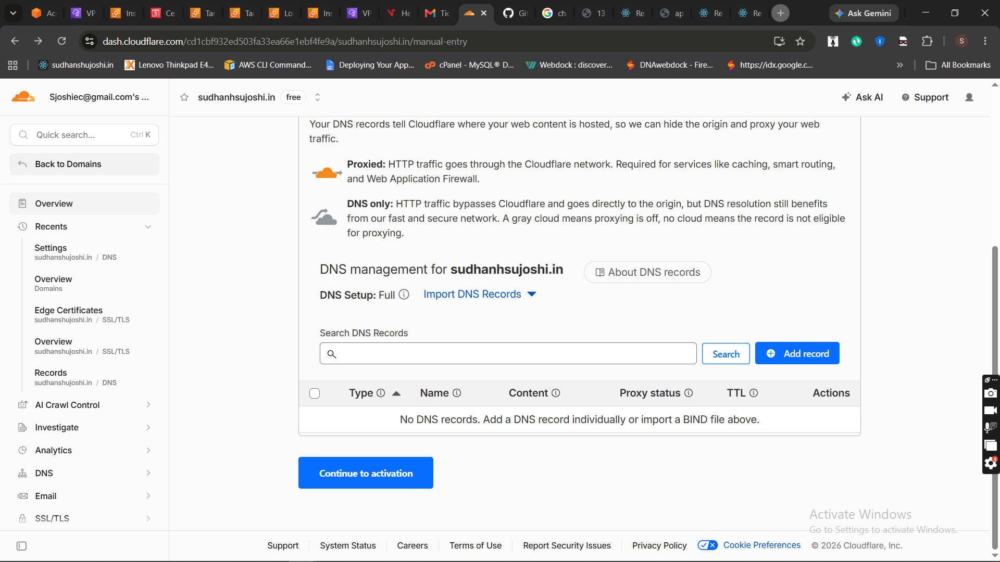 Ac
VP
Ins
Ce
Tar
Tar
Lo
Ins
VP
He
Tic
Git
ch
13
Re
ap
Re
Re
Ask Gemini
dash.cloudflare.com/cd1cbf932ed503fa33ea66e1ebf4fe9a/sudhanhsujoshi.in/manual-entry
S
sudhanshujoshi.in
Lenovo Thinkpad E4...
AWS CLI Command...
Deploying Your App...
cPanel - MySQL® D...
Webdock : discover...
DNAwebdock - Fire...
https://idx.google.c...
All Bookmarks
Sjoshiec@gmail.com's ...
sudhanhsujoshi.in free
Ask AI
Support
Quick search... Ctrl K
Back to Domains
Overview
Recents
Settings
sudhanshujoshi.in / DNS
Overview
Domains
Edge Certificates
sudhanshujoshi.in / SSL/TLS
Overview
sudhanshujoshi.in / SSL/TLS
Records
sudhanshujoshi.in / DNS
AI Crawl Control
Investigate
Analytics
DNS
Email
SSL/TLS
Your DNS records tell Cloudflare where your web content is hosted, so we can hide the origin and proxy your web
traffic.
Proxied: HTTP traffic goes through the Cloudflare network. Required for services like caching, smart routing,
and Web Application Firewall.
DNS only: HTTP traffic bypasses Cloudflare and goes directly to the origin, but DNS resolution still benefits
from our fast and secure network. A gray cloud means proxying is off, no cloud means the record is not eligible
for proxying.
DNS management for sudhanhsujoshi.in
About DNS records
DNS Setup: Full
Import DNS Records
Search DNS Records
Search
Add record
Type Name Content Proxy status TTL Actions
No DNS records. Add a DNS record individually or import a BIND file above.
Continue to activation
5
Activate Windows
Go to Settings to activate Windows.
Support
System Status
Careers
Terms of Use
Report Security Issues
Privacy Policy
Cookie Preferences
© 2026 Cloudflare, Inc.